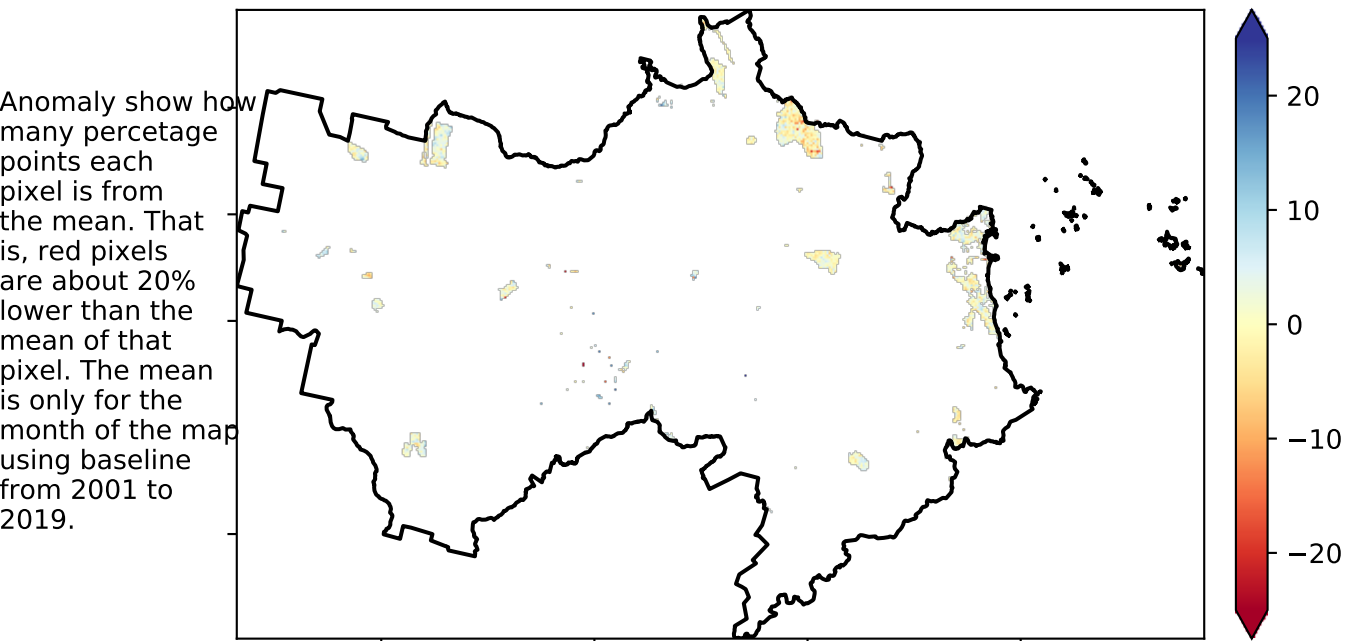 Anomaly show how
many percetage
points each
pixel is from
the mean. That
is, red pixels
are about 20%
lower than the
mean of that
pixel. The mean
is only for the
month of the map
using baseline
from 2001 to
2019.
20
10
0
−10
−20